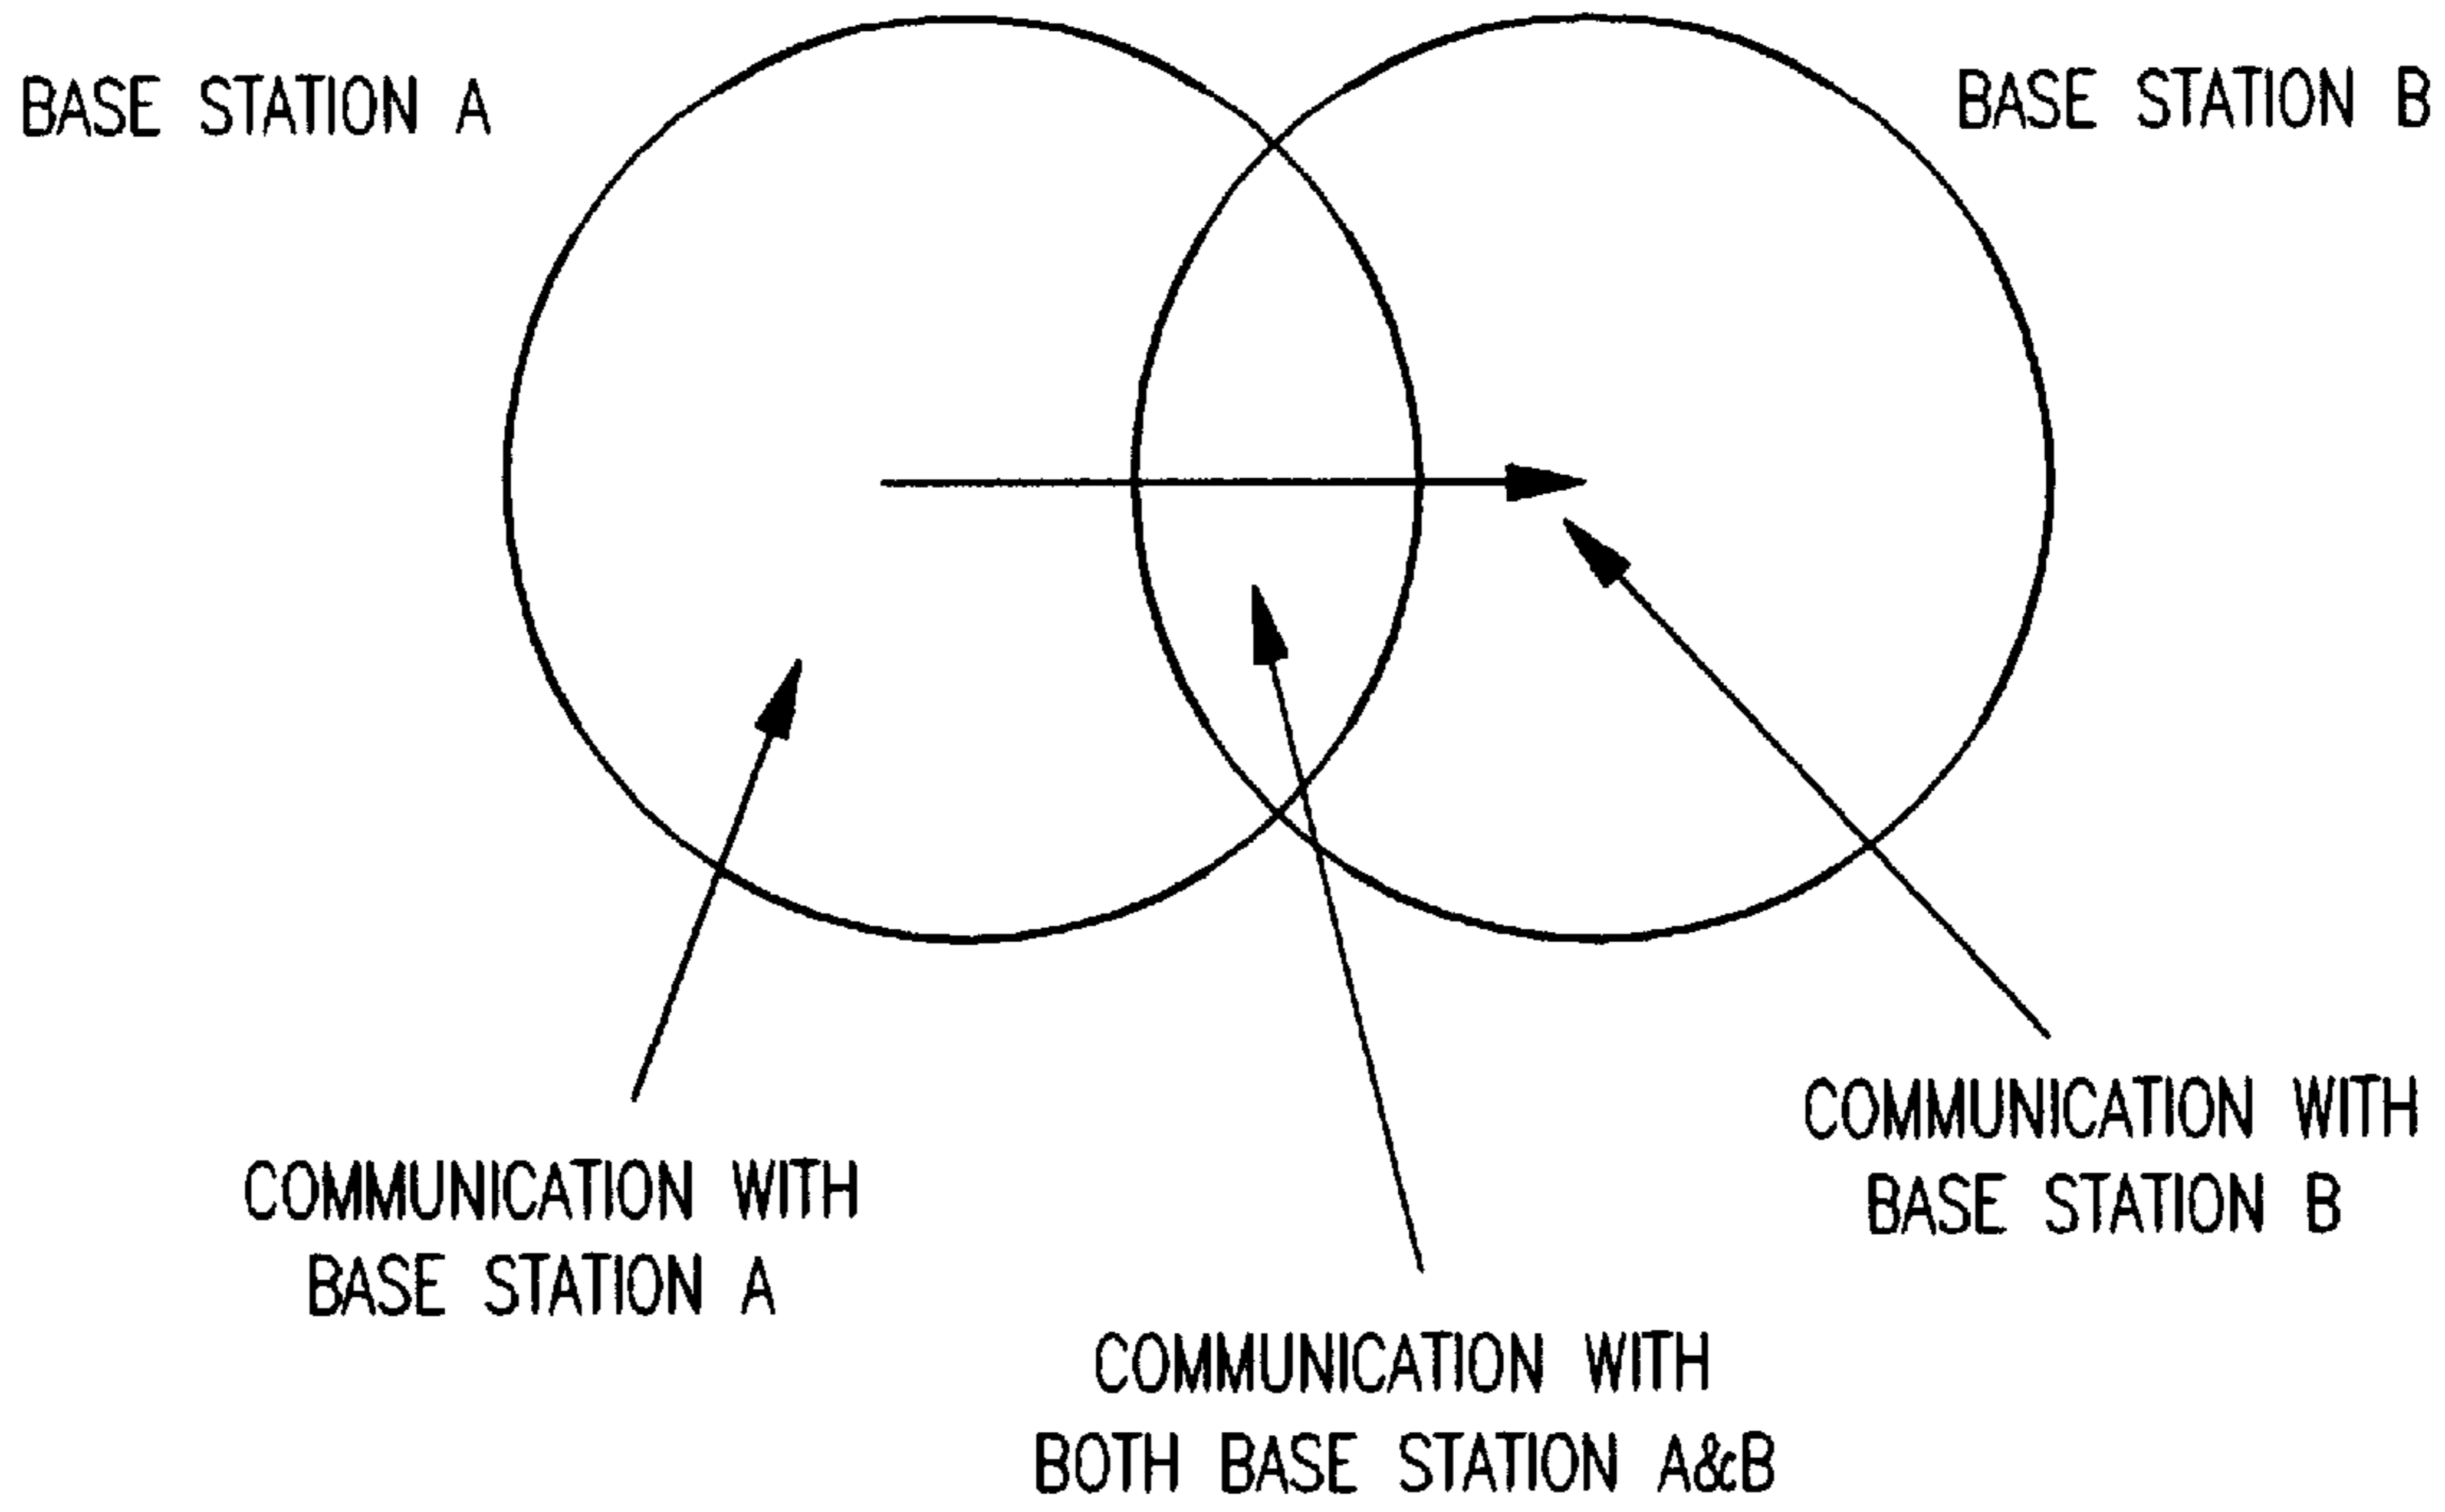 BASE STATION A
BASE STATION B
COMMUNICATION WITH
BASE STATION A
COMMUNICATION WITH
BOTH BASE STATION A&B
COMMUNICATION WITH
BASE STATION B